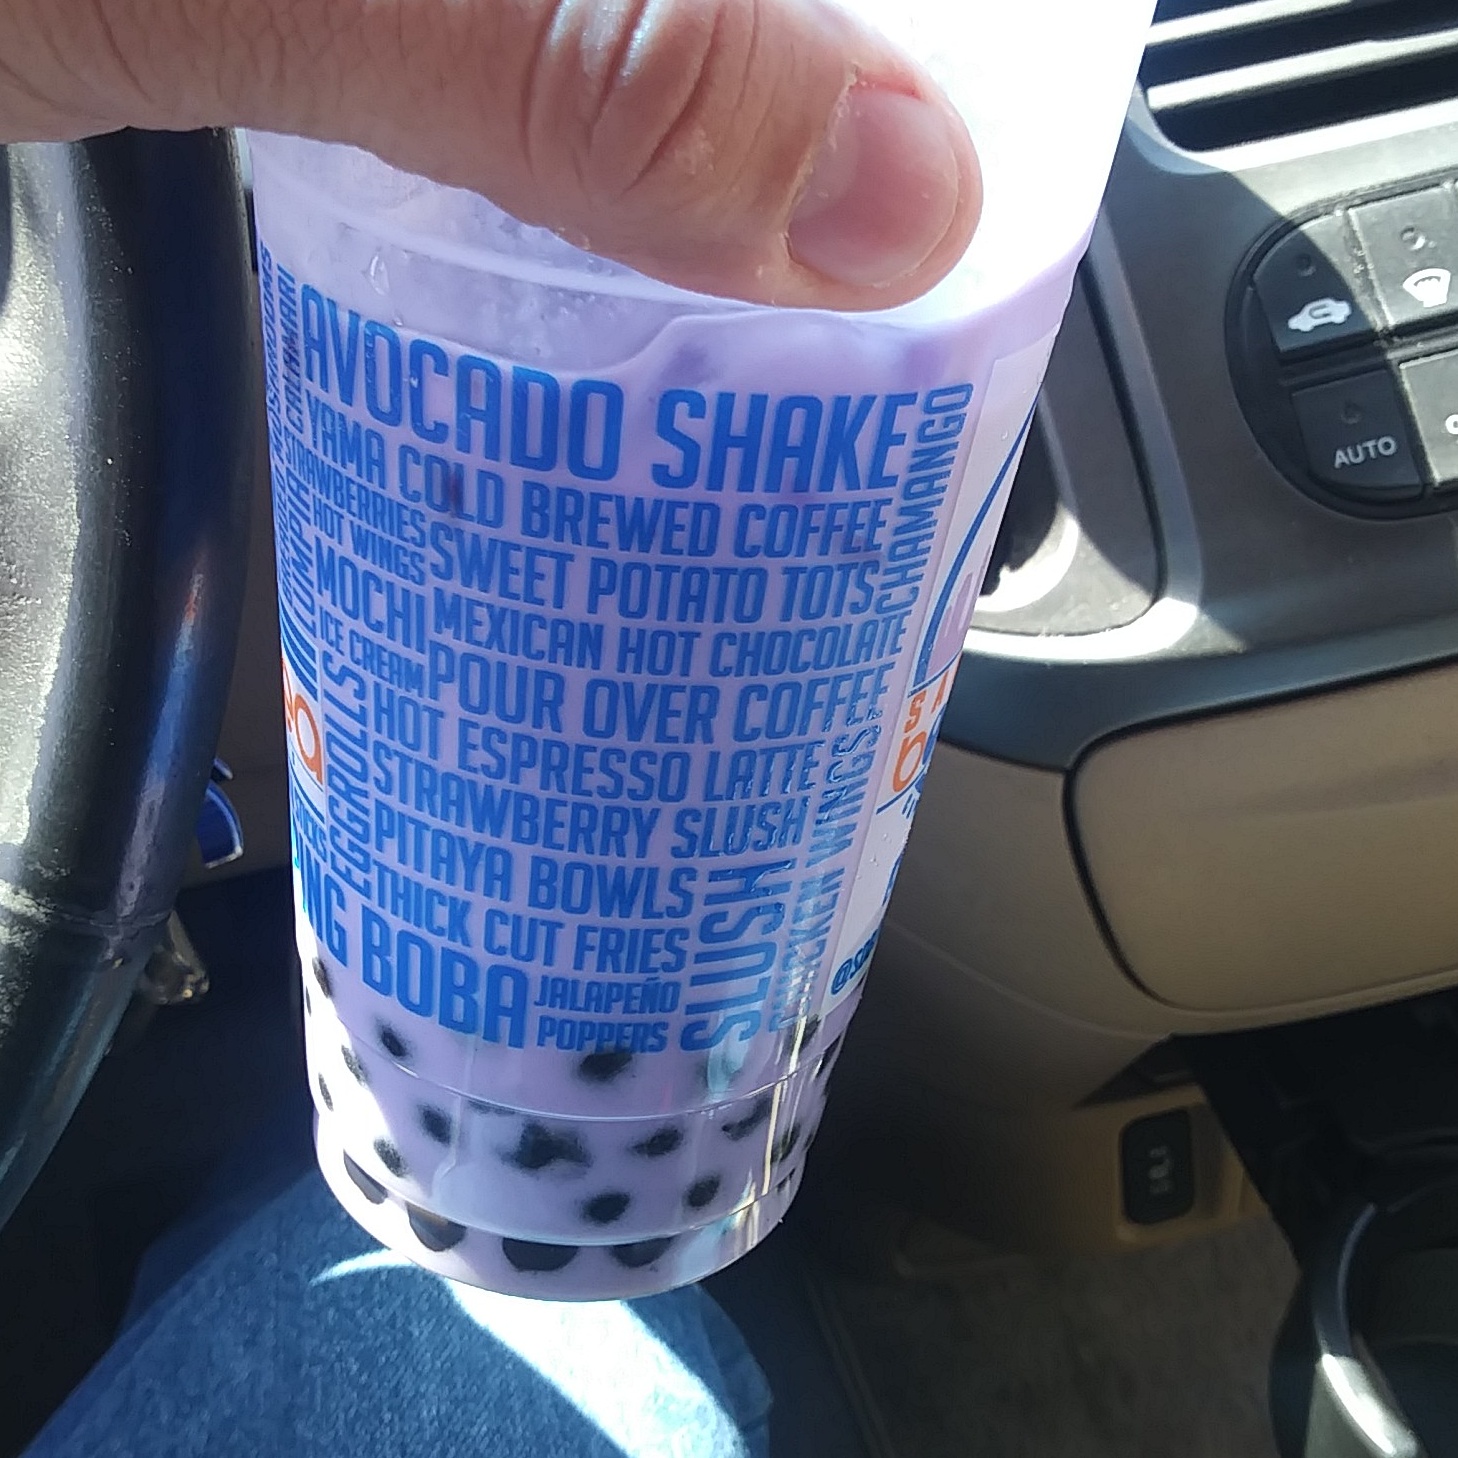 CALAMARI
AVOCADO SHAKE
YAMA COLD BREWED COFFEE
CHAMANGO
STRAWBERRIES
HOT WINGS
SWEET POTATO TOTS
LUMPIA
MOCHI
ICE CREAM
MEXICAN HOT CHOCOLATE
POUR OVER COFFEE
EGGROLLS
HOT ESPRESSO LATTE
STRAWBERRY SLUSH
PITAYA BOWLS
THICK CUT FRIES
SLUSH
CHICKEN WINGS
BOBA
JALAPEÑO
POPPERS
AUTO